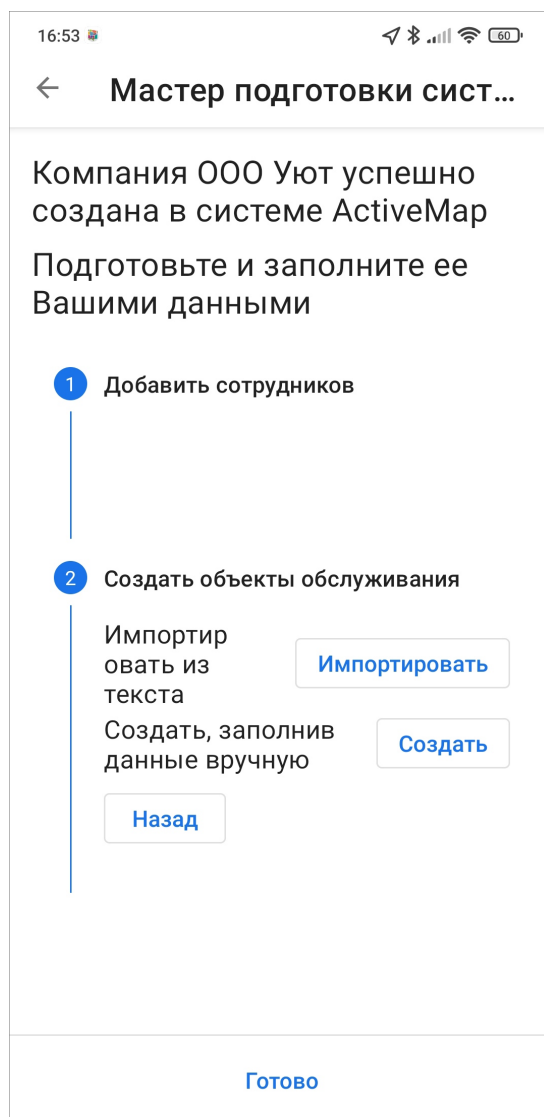 16:53
60
Мастер подготовки сист...
Компания ООО Уют успешно
создана в системе ActiveMap
Подготовьте и заполните ее
Вашими данными
1 Добавить сотрудников
2 Создать объекты обслуживания
Импортир
овать из
текста
Импортировать
Создать, заполнив
данные вручную
Создать
Назад
Готово